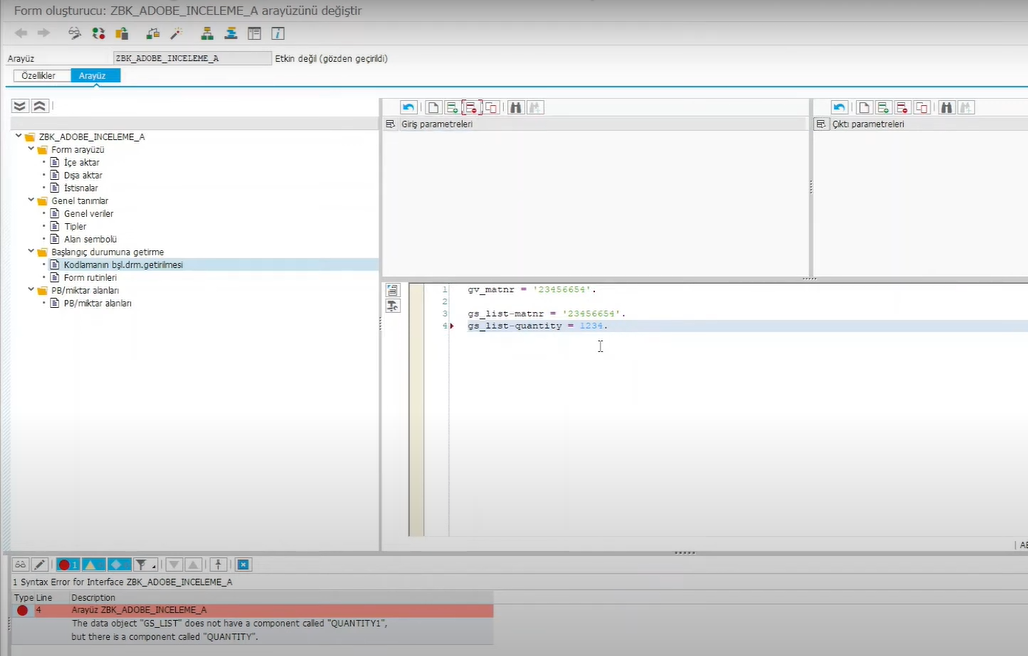 Form oluşturucu: ZBK_ADOBE_INCELEME_A arayüzünü değiştir
Arayüz ZBK_ADOBE_INCELEME_A Etkin değil (gözden geçirildi)
Özellikler Arayüz
Giriş parametreleri
Çıktı parametreleri
ZBK_ADOBE_INCELEME_A
Form arayüzü
İçe aktar
Dışa aktar
İstisnalar
Genel tanımlar
Genel veriler
Tipler
Alan sembolü
Başlangıç durumuna getirme
Kodlamanın bşl.drm.getirilmesi
Form rutinleri
PB/miktar alanları
PB/miktar alanları
1 gv_matnr = '23456654'.
2
3 gs_list-matnr = '23456654'.
4 gs_list-quantity = 1234.
1
1 Syntax Error for Interface ZBK_ADOBE_INCELEME_A
Type Line Description
4 Arayüz ZBK_ADOBE_INCELEME_A
The data object "GS_LIST" does not have a component called "QUANTITY1",
but there is a component called "QUANTITY".